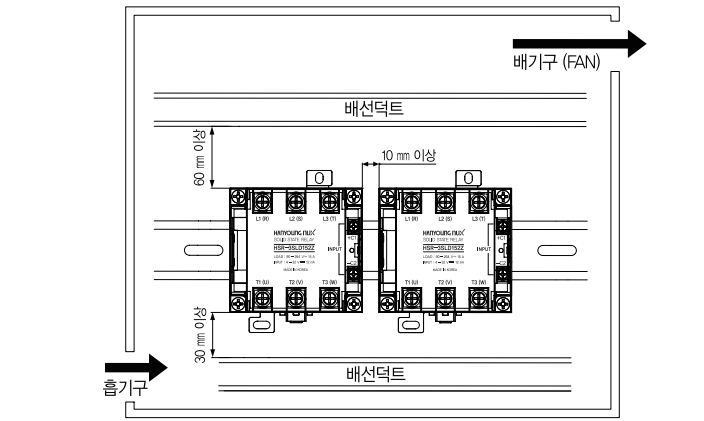 배기구 (FAN)
배선덕트
60 mm 이상
10 mm 이상
L1 (R) L2 (S) L3 (T)
HANYOUNG NUX
SOLID STATE RELAY
HSR-3SLD152Z
INPUT
MADE IN KOREA
T1 (U) T2 (V) T3 (W)
L1 (R) L2 (S) L3 (T)
HANYOUNG NUX
SOLID STATE RELAY
HSR-3SLD152Z
INPUT
MADE IN KOREA
T1 (U) T2 (V) T3 (W)
30 mm 이상
배선덕트
흡기구